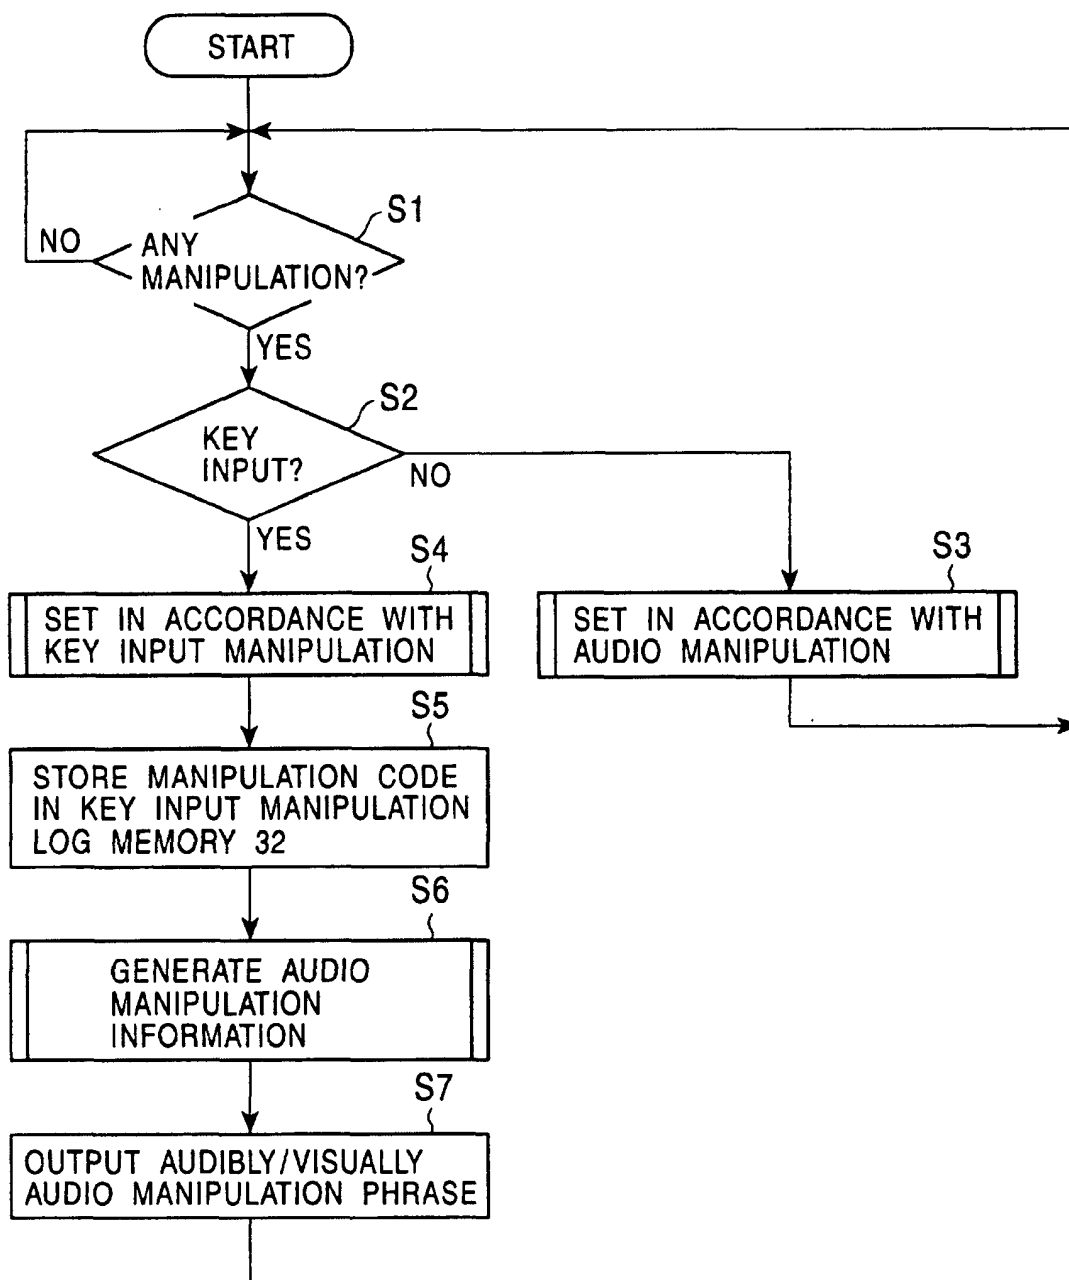 START
S1
NO
ANY
MANIPULATION?
YES
S2
KEY
INPUT?
NO
YES
S4
SET IN ACCORDANCE WITH
KEY INPUT MANIPULATION
S3
SET IN ACCORDANCE WITH
AUDIO MANIPULATION
S5
STORE MANIPULATION CODE
IN KEY INPUT MANIPULATION
LOG MEMORY 32
S6
GENERATE AUDIO
MANIPULATION
INFORMATION
S7
OUTPUT AUDIBLY/VISUALLY
AUDIO MANIPULATION PHRASE